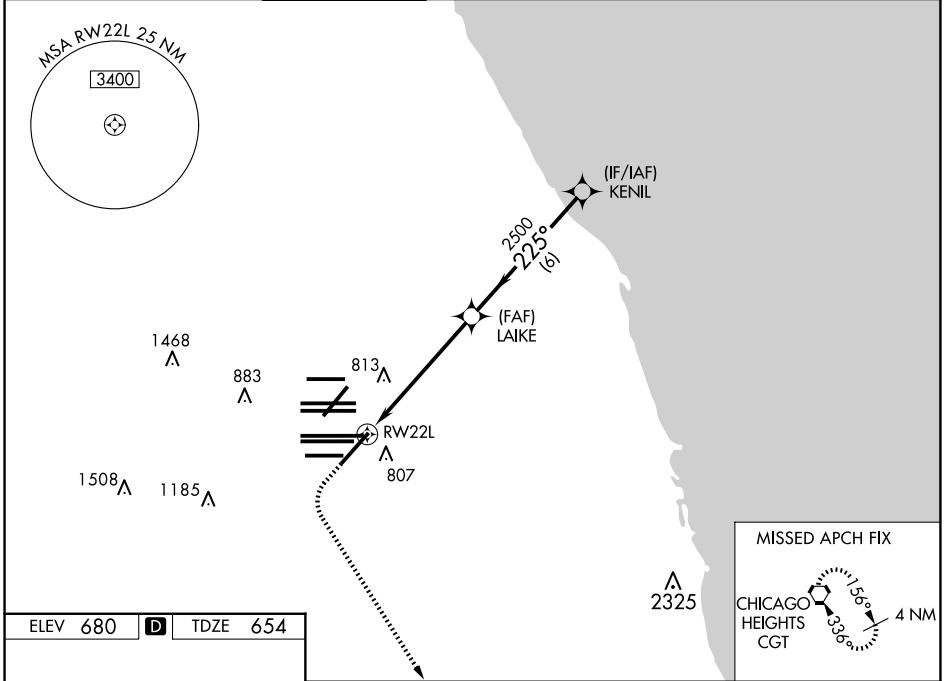 MSA RW22L 25 NM
3400
(IF/IAF)
KENIL
2500
225°
(6)
(FAF)
LAIKE
1468
883
813
RW22L
807
1508
1185
2325
MISSED APCH FIX
CHICAGO
HEIGHTS
CGT
156°
336°
4 NM
ELEV 680 D TDZE 654